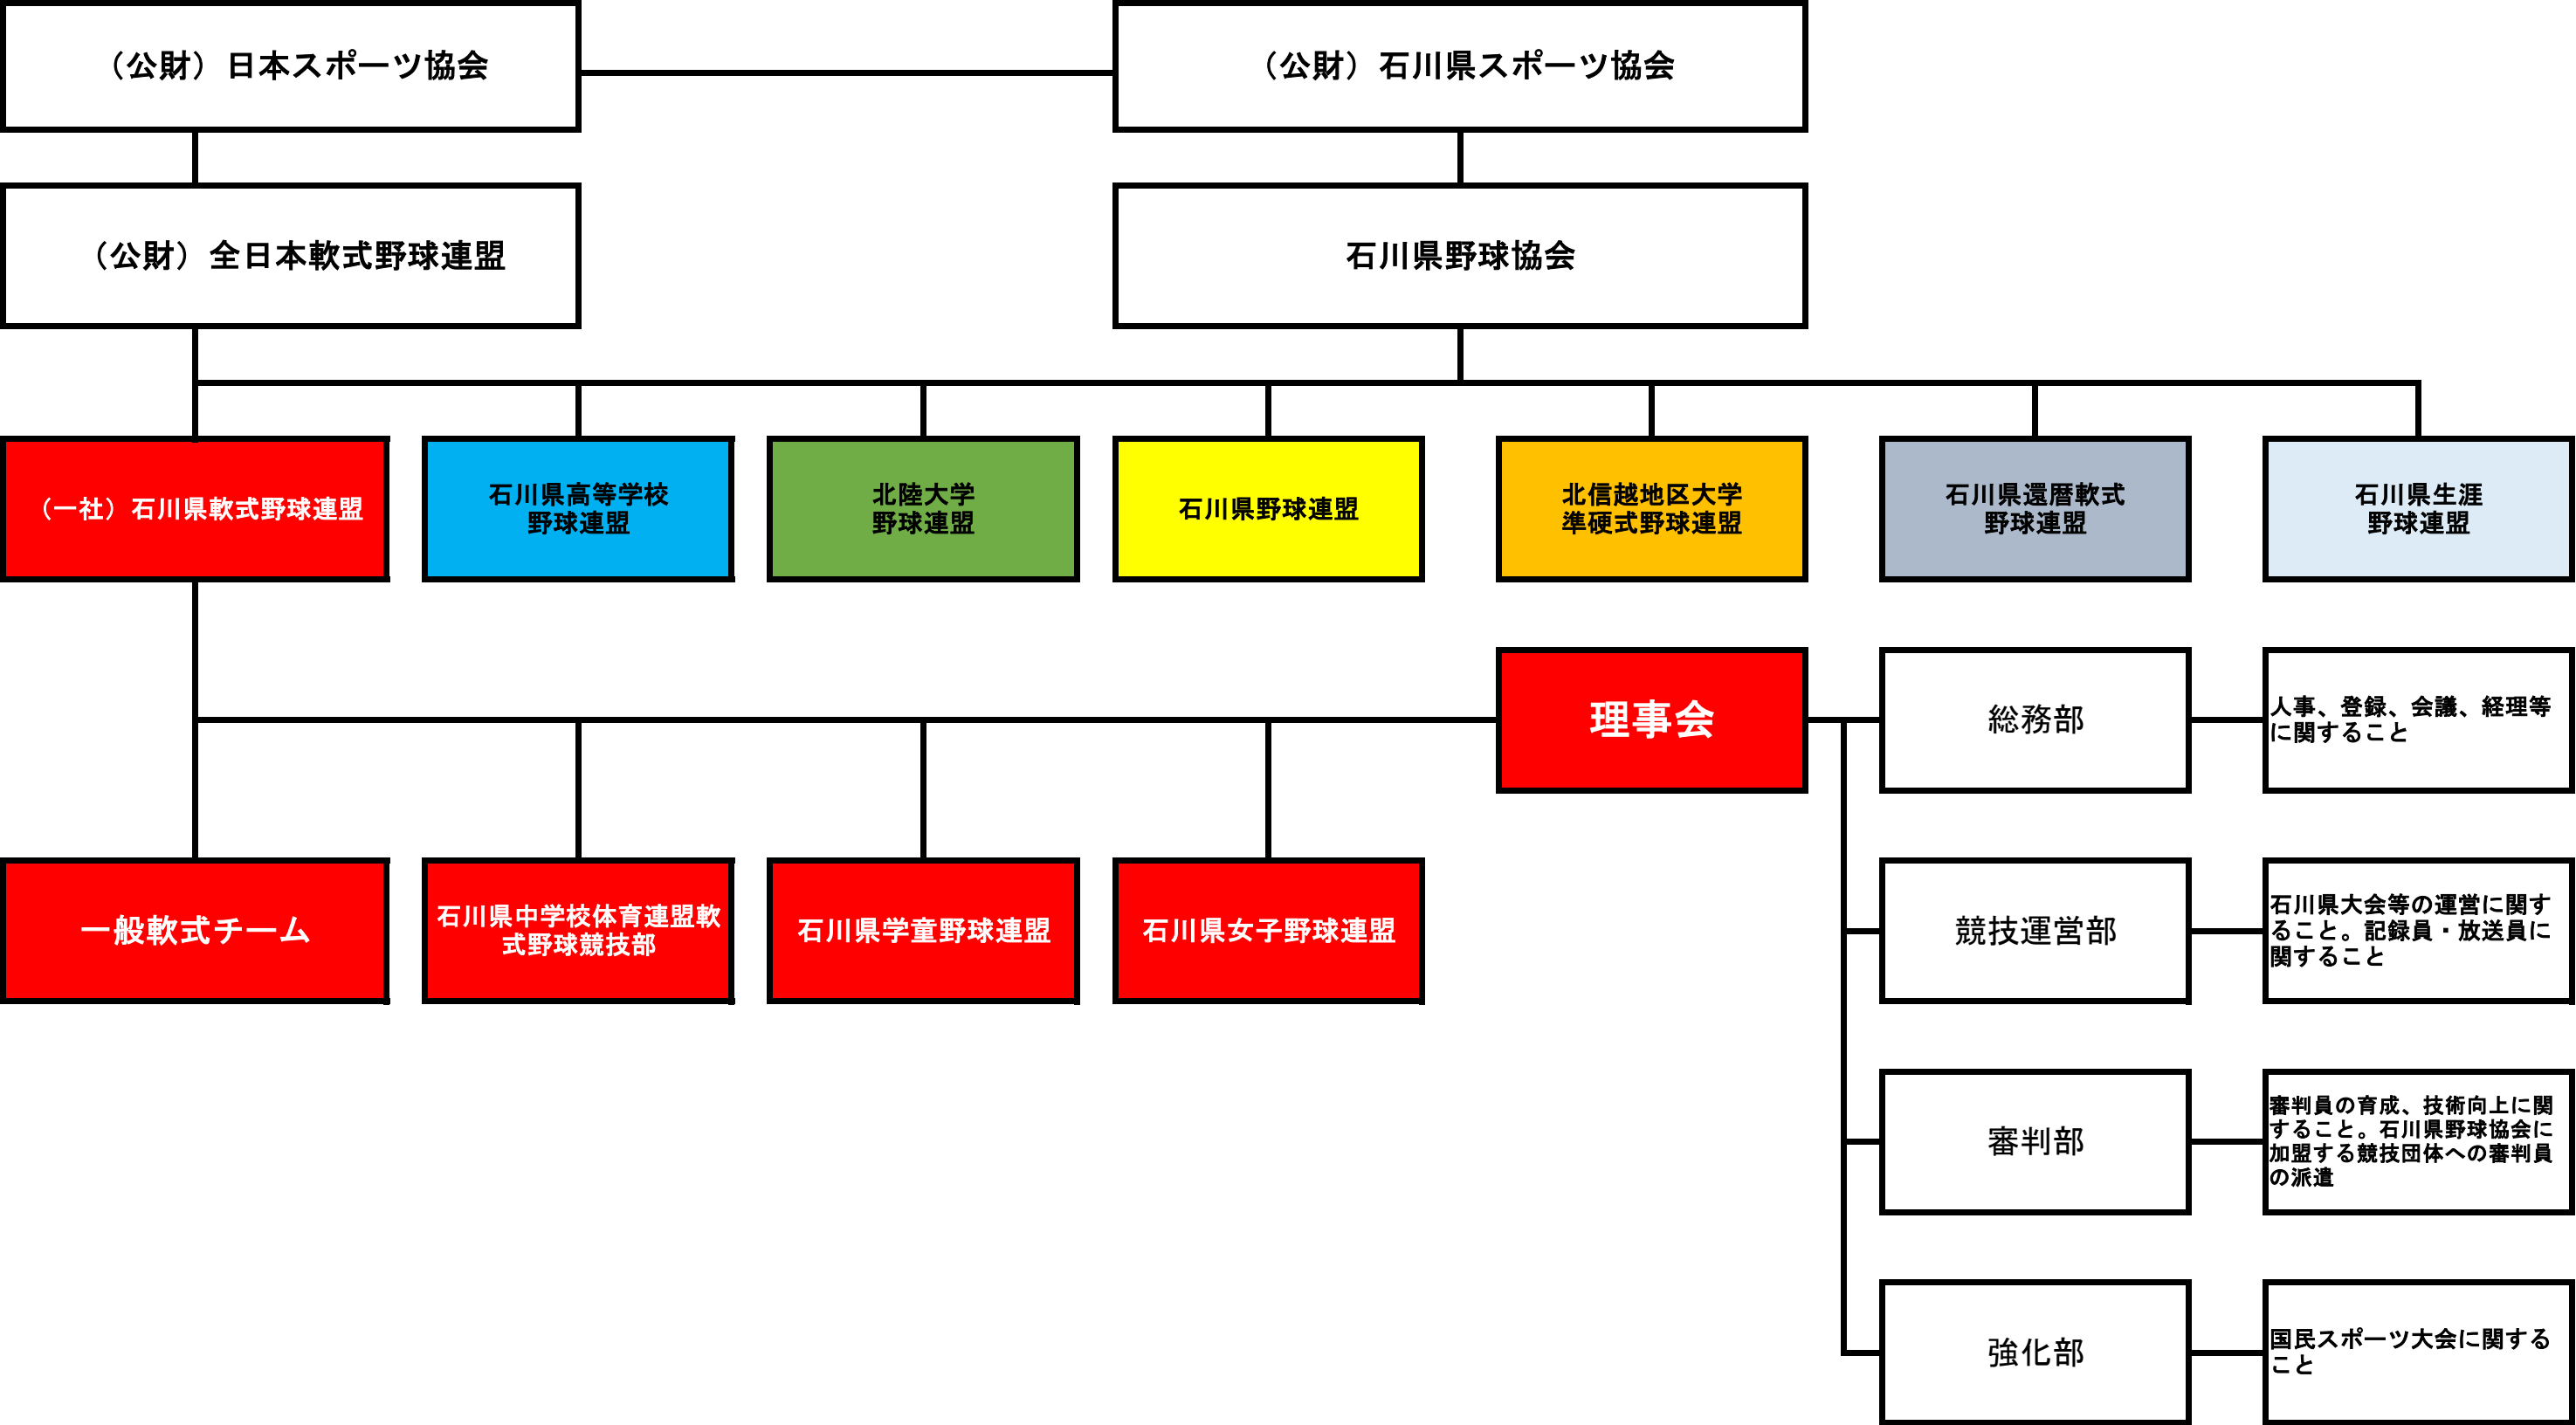 （公財）日本スポーツ協会
（公財）石川県スポーツ協会
（公財）全日本軟式野球連盟
石川県野球協会
（一社）石川県軟式野球連盟
石川県高等学校
野球連盟
北陸大学
野球連盟
石川県野球連盟
北信越地区大学
準硬式野球連盟
石川県還暦軟式
野球連盟
石川県生涯
野球連盟
理事会
総務部
人事、登録、会議、経理等
に関すること
一般軟式チーム
石川県中学校体育連盟軟
式野球競技部
石川県学童野球連盟
石川県女子野球連盟
競技運営部
石川県大会等の運営に関す
ること。記録員・放送員に
関すること
審判部
審判員の育成、技術向上に関
すること。石川県野球協会に
加盟する競技団体への審判員
の派遣
強化部
国民スポーツ大会に関する
こと